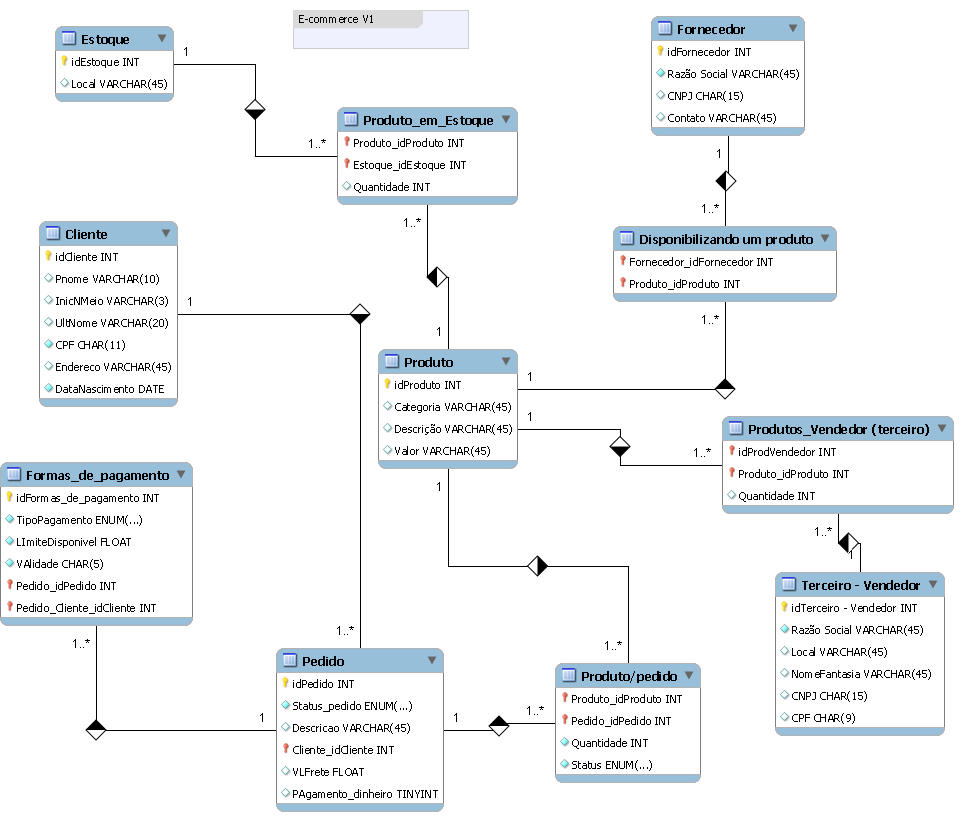 E-commerce V1
Estoque
idEstoque INT
Local VARCHAR(45)
1
1..*
Produto_em_Estoque
Produto_idProduto INT
Estoque_idEstoque INT
Quantidade INT
1..*
1
Fornecedor
idFornecedor INT
Razão Social VARCHAR(45)
CNPJ CHAR(15)
Contato VARCHAR(45)
1
1..*
Disponibilizando um produto
Fornecedor_idFornecedor INT
Produto_idProduto INT
1..*
Cliente
idCliente INT
Pnome VARCHAR(10)
InicNMeio VARCHAR(3)
UltNome VARCHAR(20)
CPF CHAR(11)
Endereco VARCHAR(45)
DataNascimento DATE
1
1..*
Produto
idProduto INT
Categoria VARCHAR(45)
Descrição VARCHAR(45)
Valor VARCHAR(45)
1
1
1..*
1
1..*
Produtos_Vendedor (terceiro)
idProdVendedor INT
Produto_idProduto INT
Quantidade INT
1..*
1
Terceiro - Vendedor
idTerceiro - Vendedor INT
Razão Social VARCHAR(45)
Local VARCHAR(45)
NomeFantasia VARCHAR(45)
CNPJ CHAR(15)
CPF CHAR(9)
Formas_de_pagamento
idFormas_de_pagamento INT
TipoPagamento ENUM(...)
LImiteDisponivel FLOAT
VAlidade CHAR(5)
Pedido_idPedido INT
Pedido_Cliente_idCliente INT
1..*
1
Pedido
idPedido INT
Status_pedido ENUM(...)
Descricao VARCHAR(45)
Cliente_idCliente INT
VLFrete FLOAT
PAgamento_dinheiro TINYINT
1
1..*
Produto/pedido
Produto_idProduto INT
Pedido_idPedido INT
Quantidade INT
Status ENUM(...)